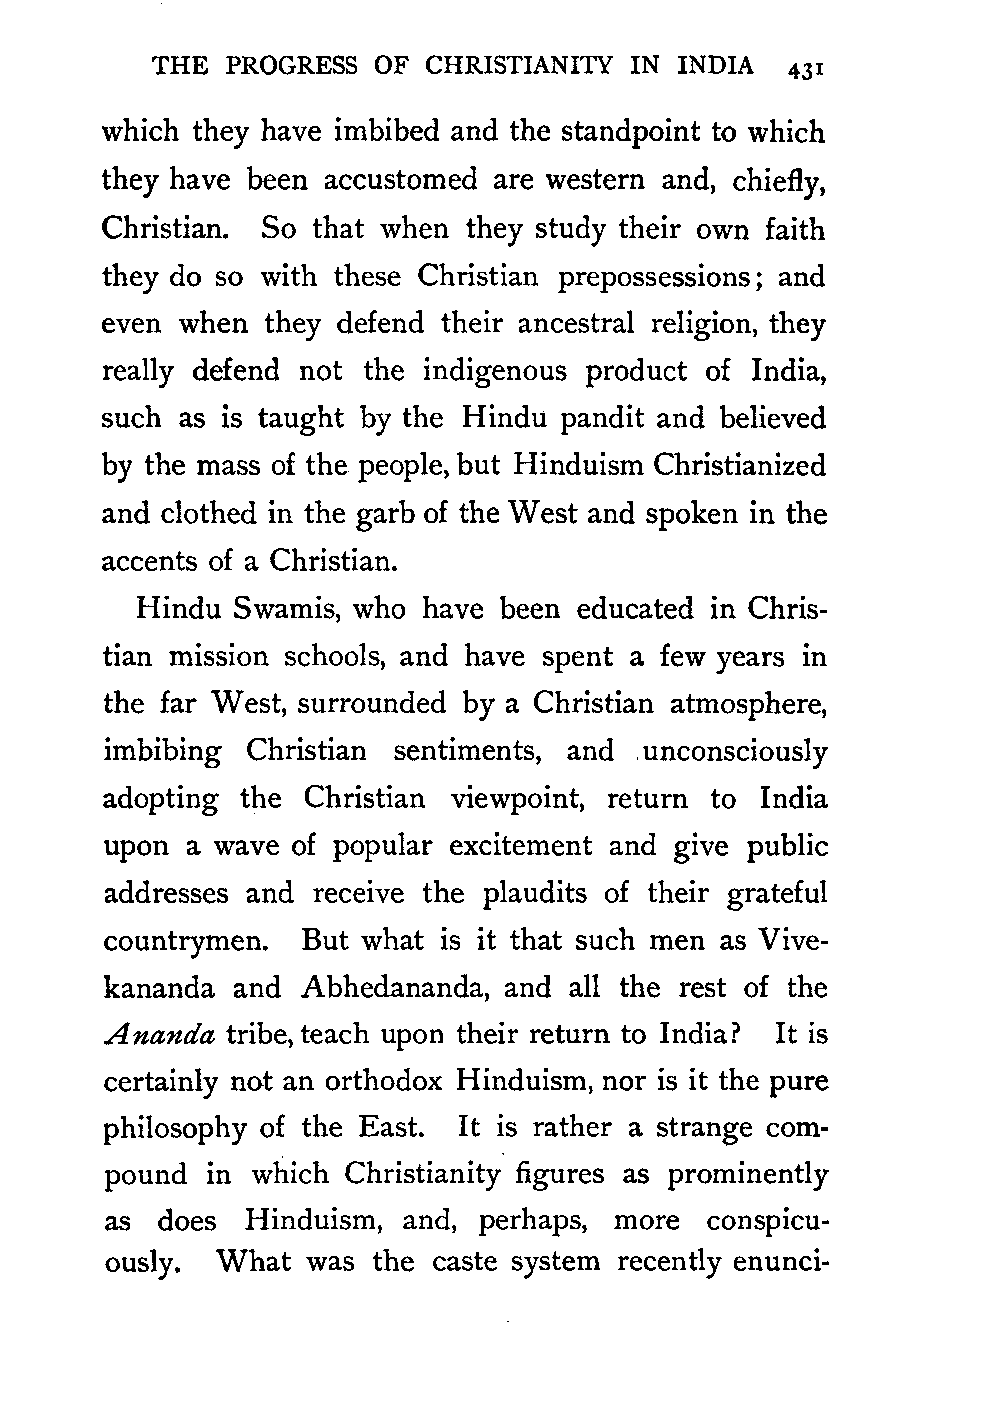 THE PROGRESS OF CHRISTIANITY IN INDIA 431
which they have imbibed and the standpoint to which
they have been accustomed are western and, chiefly,
Christian. So that when they study their own faith
they do so with these Christian prepossessions; and
even when they defend their ancestral religion, they
really defend not the indigenous product of India,
such as is taught by the Hindu pandit and believed
by the mass of the people, but Hinduism Christianized
and clothed in the garb of the West and spoken in the
accents of a Christian.
Hindu Swamis, who have been educated in Chris-
tian mission schools, and have spent a few years in
the far West, surrounded by a Christian atmosphere,
imbibing Christian sentiments, and unconsciously
adopting the Christian viewpoint, return to India
upon a wave of popular excitement and give public
addresses and receive the plaudits of their grateful
countrymen. But what is it that such men as Vive-
kananda and Abhedananda, and all the rest of the
Ananda tribe, teach upon their return to India? It is
certainly not an orthodox Hinduism, nor is it the pure
philosophy of the East. It is rather a strange com-
pound in which Christianity figures as prominently
as does Hinduism, and, perhaps, more conspicu-
ously. What was the caste system recently enunci-